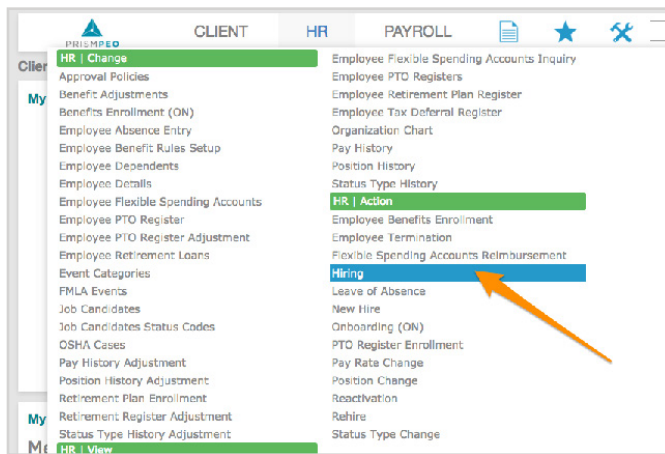 PRISMPEO
CLIENT
HR
PAYROLL
Clier
My
HR | Change
Approval Policies
Benefit Adjustments
Benefits Enrollment (ON)
Employee Absence Entry
Employee Benefit Rules Setup
Employee Dependents
Employee Details
Employee Flexible Spending Accounts
Employee PTO Register
Employee PTO Register Adjustment
Employee Retirement Loans
Event Categories
FMLA Events
Job Candidates
Job Candidates Status Codes
OSHA Cases
Pay History Adjustment
Position History Adjustment
Retirement Plan Enrollment
Retirement Register Adjustment
Status Type History Adjustment
HR | View
Employee Flexible Spending Accounts Inquiry
Employee PTO Registers
Employee Retirement Plan Register
Employee Tax Deferral Register
Organization Chart
Pay History
Position History
Status Type History
HR | Action
Employee Benefits Enrollment
Employee Termination
Flexible Spending Accounts Reimbursement
Hiring
Leave of Absence
New Hire
Onboarding (ON)
PTO Register Enrollment
Pay Rate Change
Position Change
Reactivation
Rehire
Status Type Change
My
Me